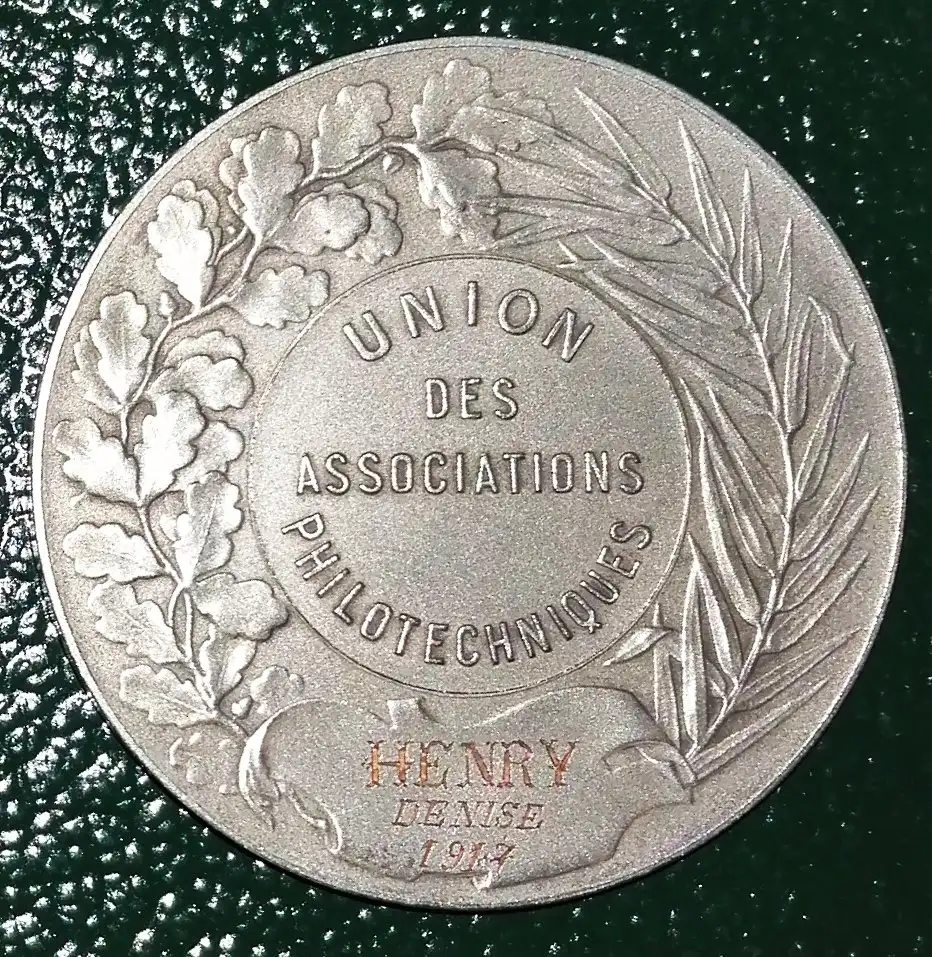 UNION
DES
ASSOCIATIONS
PHILOTECHNIQUES
HENRY
DENISE
1917